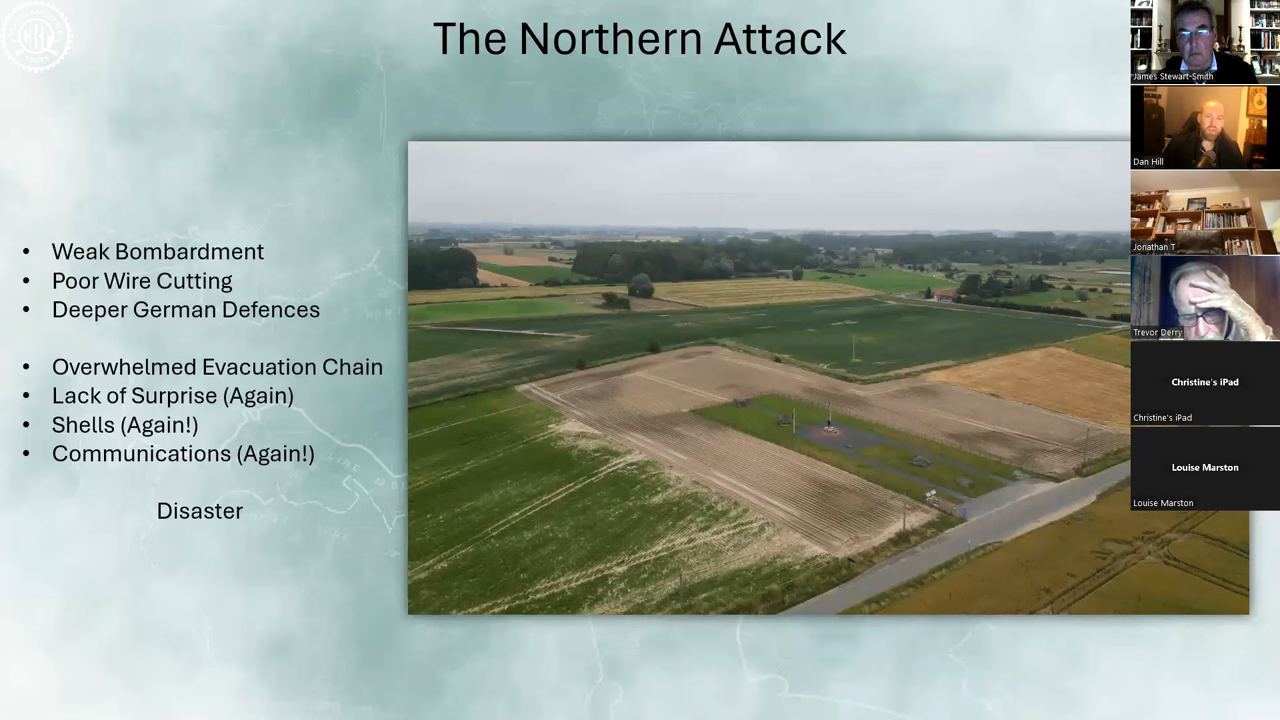 The Northern Attack
• Weak Bombardment
• Poor Wire Cutting
• Deeper German Defences
• Overwhelmed Evacuation Chain
• Lack of Surprise (Again)
• Shells (Again!)
• Communications (Again!)
Disaster
James Stewart-Smith
Dan Hill
Jonathan T
Trevor Derry
Christine's iPad
Christine's iPad
Louise Marston
Louise Marston